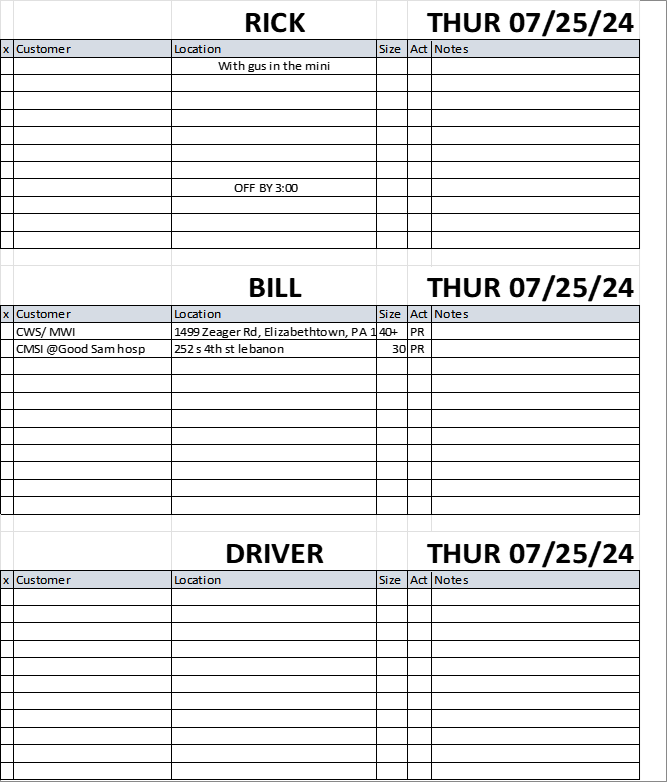 RICK THUR 07/25/24
x Customer Location Size Act Notes
With gus in the mini
OFF BY 3:00
BILL THUR 07/25/24
x Customer Location Size Act Notes
CWS/ MWI 1499 Zeager Rd, Elizabethtown, PA 1 40+ PR
CMSI @Good Sam hosp 252 s 4th st lebanon 30 PR
DRIVER THUR 07/25/24
x Customer Location Size Act Notes